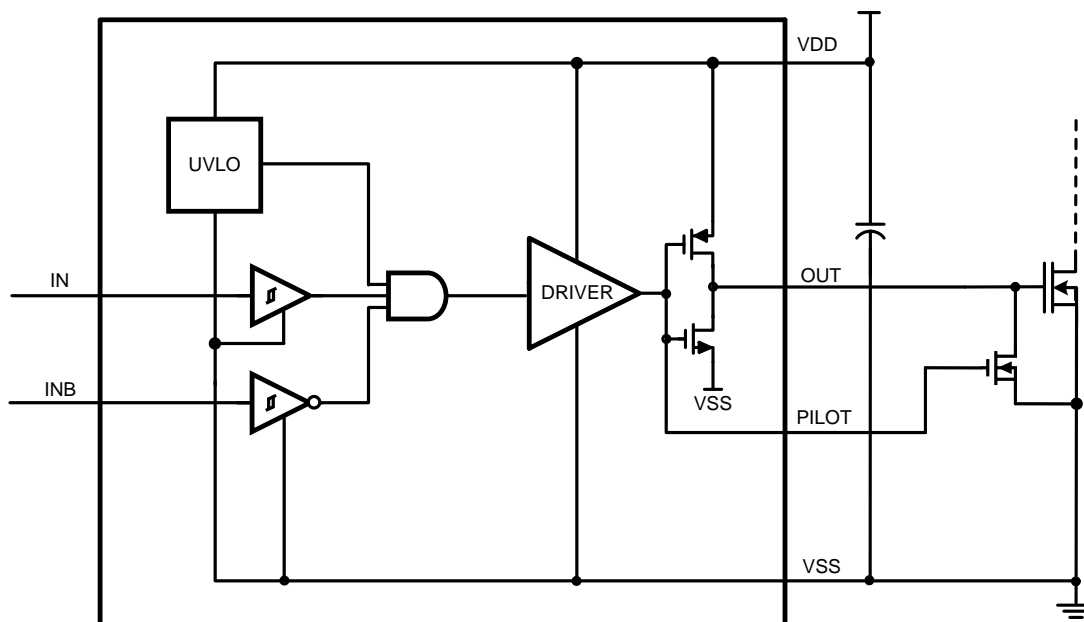 VDD
UVLO
IN
OUT
DRIVER
INB
VSS
PILOT
VSS